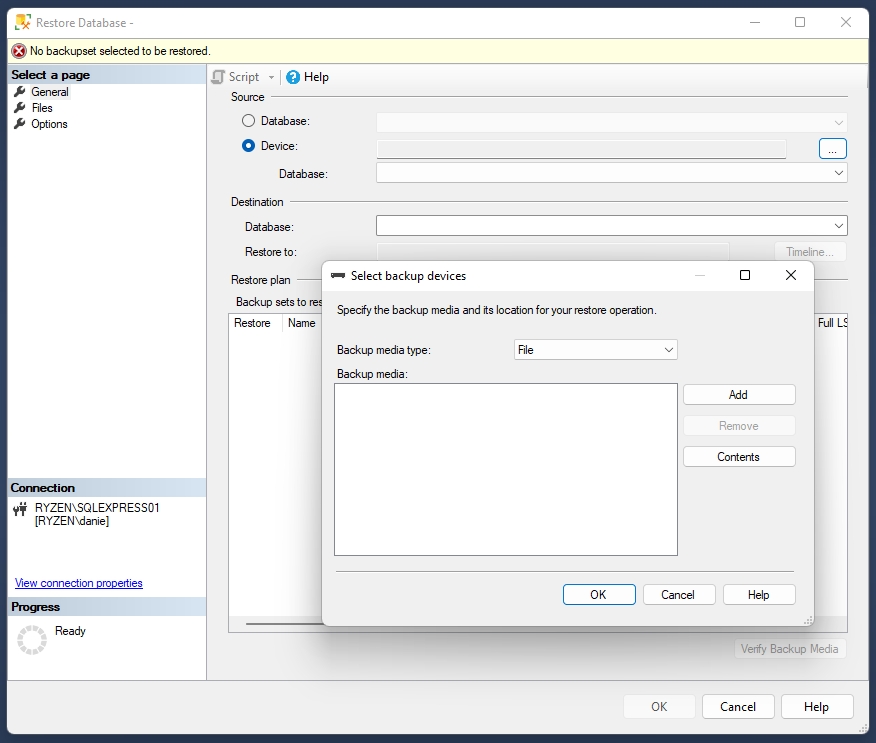 Restore Database -
No backupset selected to be restored.
Select a page
General
Files
Options
Script
Help
Source
Database:
Device:
...
Database:
Destination
Database:
Restore to:
Timeline...
Restore plan
Backup sets to res
Restore Name
Full LS
Select backup devices
Specify the backup media and its location for your restore operation.
Backup media type: File
Backup media:
Add
Remove
Contents
OK Cancel Help
Connection
RYZEN\SQLEXPRESS01
[RYZEN\danie]
View connection properties
Progress
Ready
Verify Backup Media
OK Cancel Help